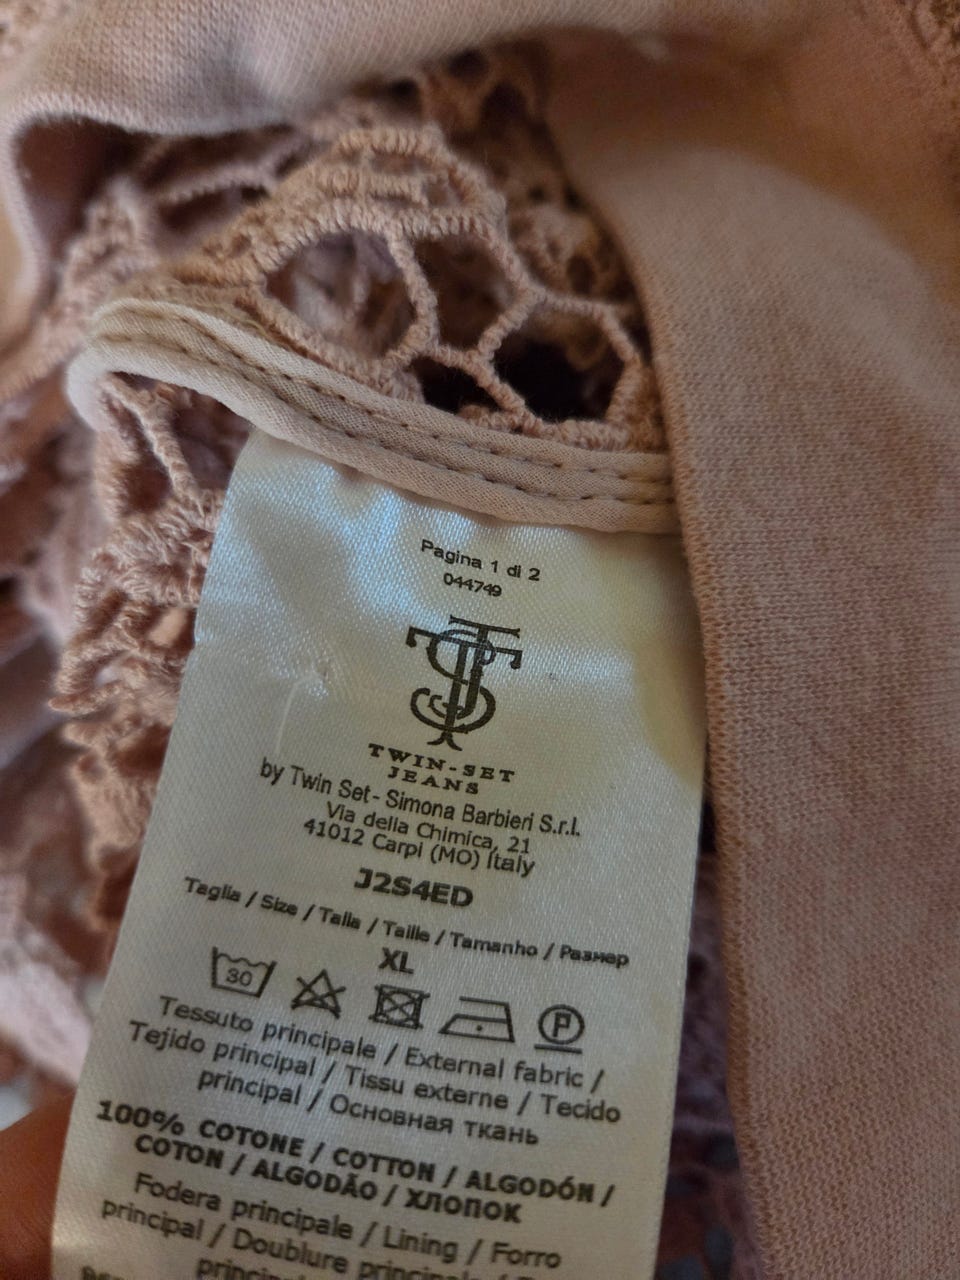 Pagina 1 di 2
044749
TWIN-SET
JEANS
by Twin Set - Simona Barbieri S.r.l.
Via della Chimica, 21
41012 Carpi (MO) Italy
J2S4ED
Taglia / Size / Talla / Taille / Tamanho / Размер
XL
30 P
Tessuto principale / External fabric /
Tejido principal / Tissu externe / Tecido
principal / Основная ткань
100% COTONE / COTTON / ALGODÓN /
COTON / ALGODÃO / ХЛОПОК
Fodera principale / Lining / Forro
principal / Doublure principale /